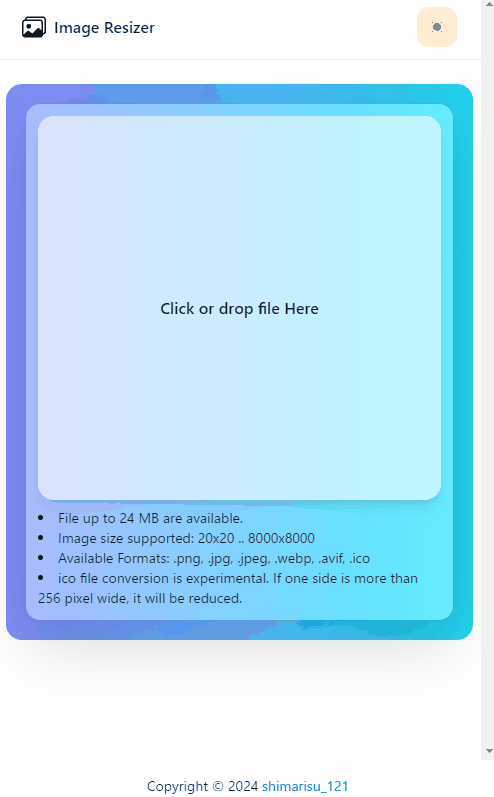 Image Resizer
Click or drop file Here
File up to 24 MB are available.
Image size supported: 20x20 .. 8000x8000
Available Formats: .png, .jpg, .jpeg, .webp, .avif, .ico
ico file conversion is experimental. If one side is more than
256 pixel wide, it will be reduced.
Copyright © 2024 shimarisu_121